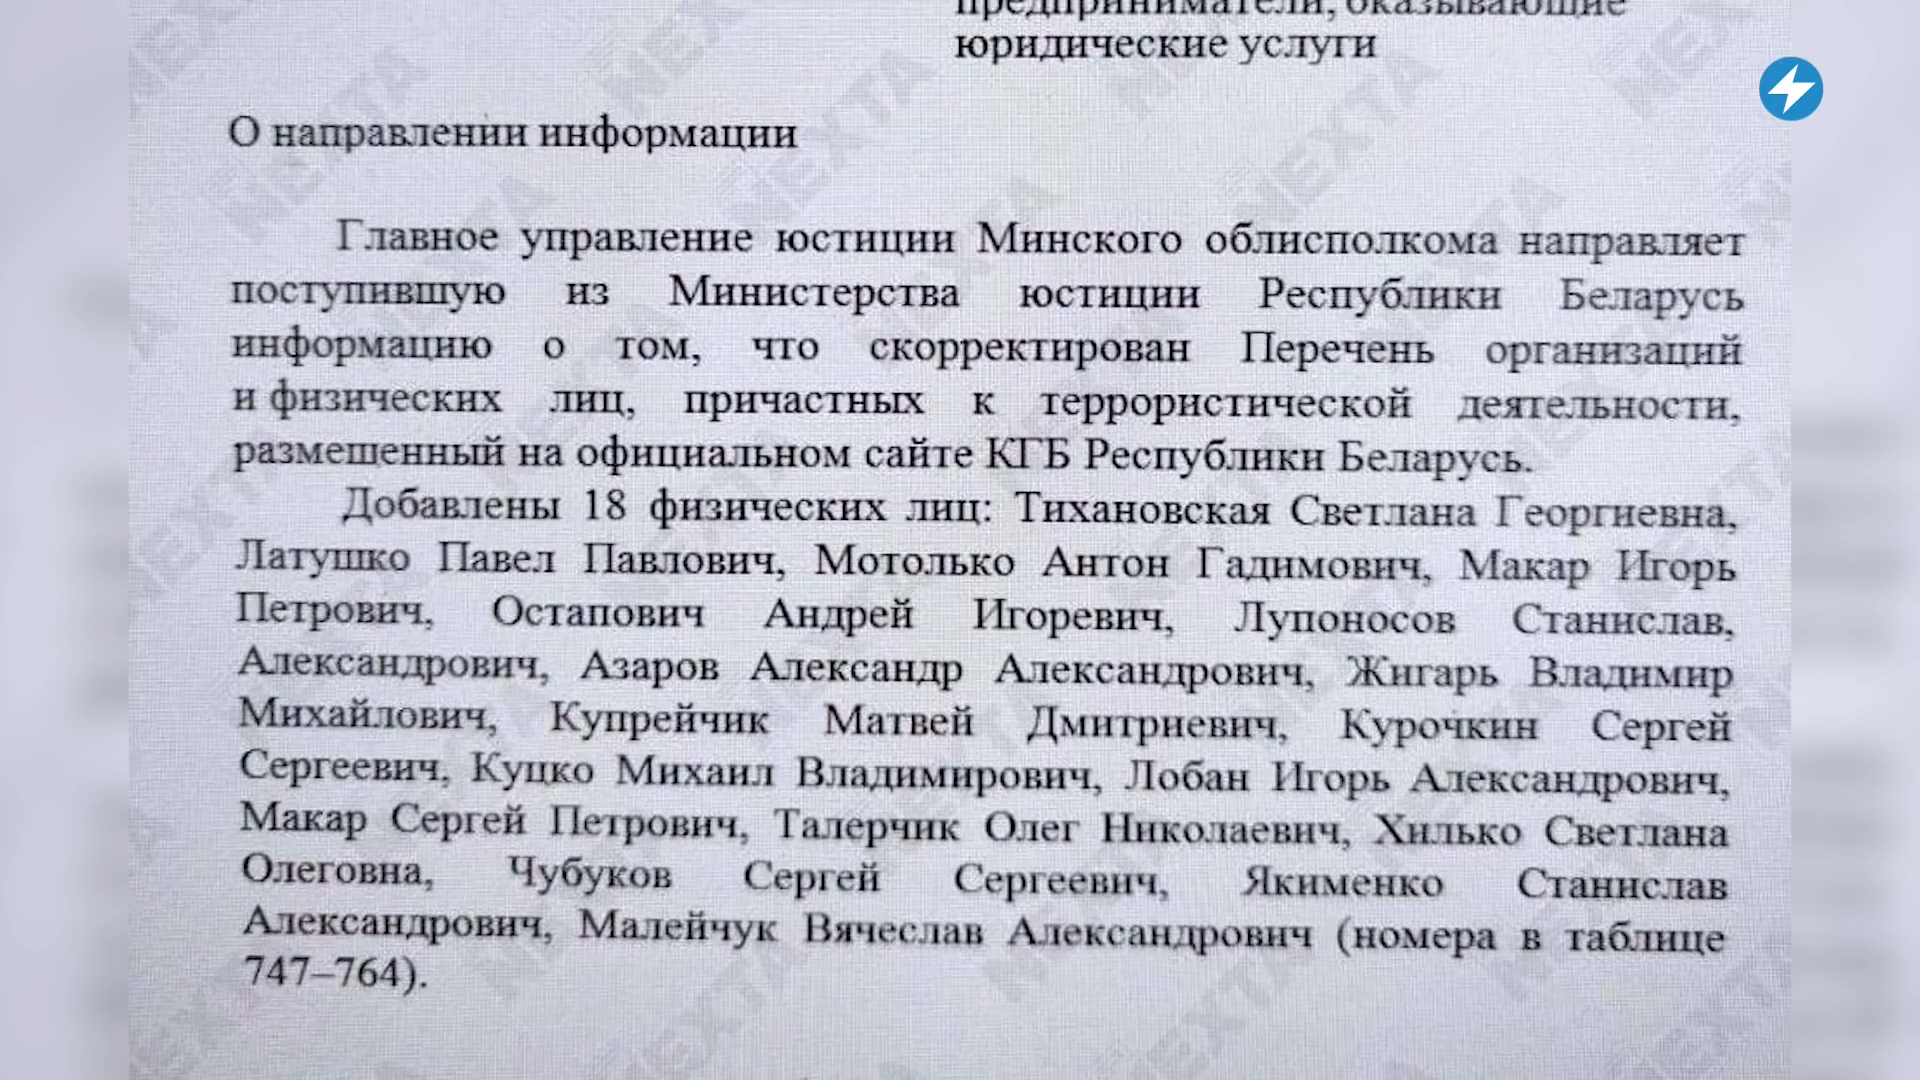 предприниматели, оказывающие
юридические услуги
О направлении информации
Главное управление юстиции Минского облисполкома направляет
поступившую из Министерства юстиции Республики Беларусь
информацию о том, что скорректирован Перечень организаций
и физических лиц, причастных к террористической деятельности,
размещенный на официальном сайте КГБ Республики Беларусь.
Добавлены 18 физических лиц: Тихановская Светлана Георгиевна,
Латушко Павел Павлович, Мотолько Антон Гадимович, Макар Игорь
Петрович, Остапович Андрей Игоревич, Лупоносов Станислав,
Александрович, Азаров Александр Александрович, Жигарь Владимир
Михайлович, Купрейчик Матвей Дмитриевич, Курочкин Сергей
Сергеевич, Куцко Михаил Владимирович, Лобан Игорь Александрович,
Макар Сергей Петрович, Талерчик Олег Николаевич, Хилько Светлана
Олеговна, Чубуков Сергей Сергеевич, Якименко Станислав
Александрович, Малейчук Вячеслав Александрович (номера в таблице
747–764).
NEXTA